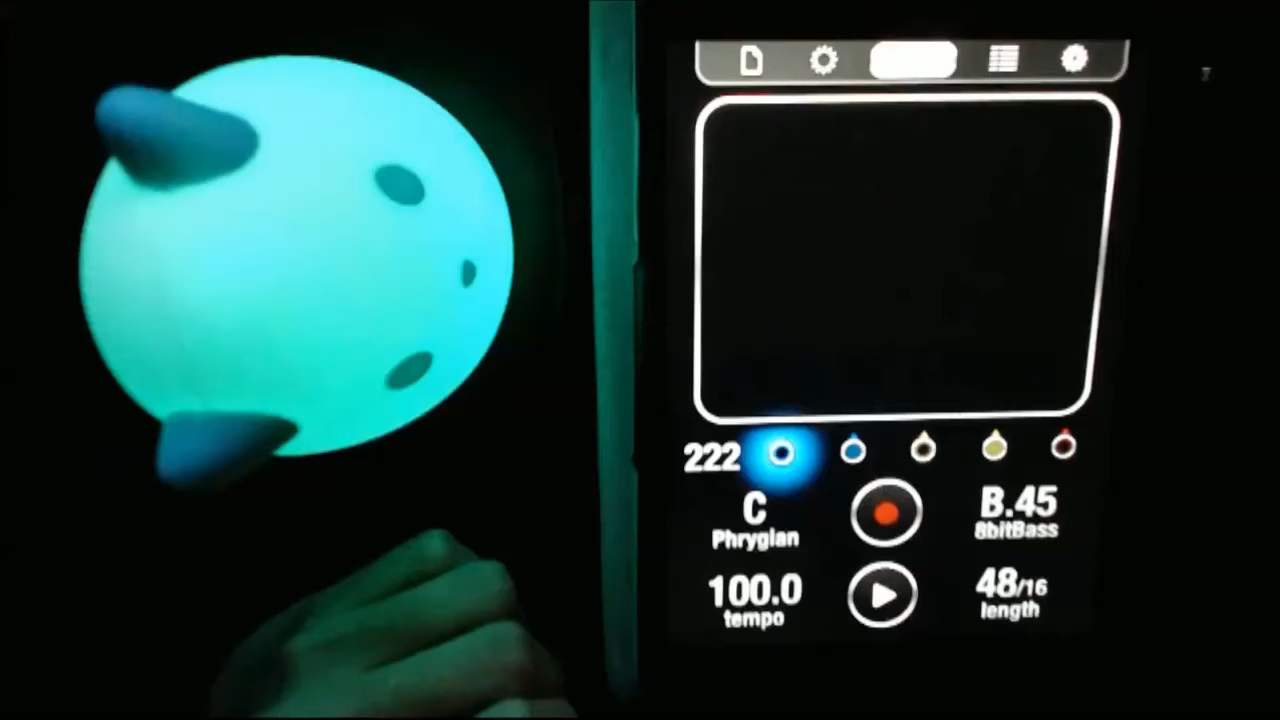 222
C
Phrygian
B.45
8bitBass
100.0
tempo
48/16
length